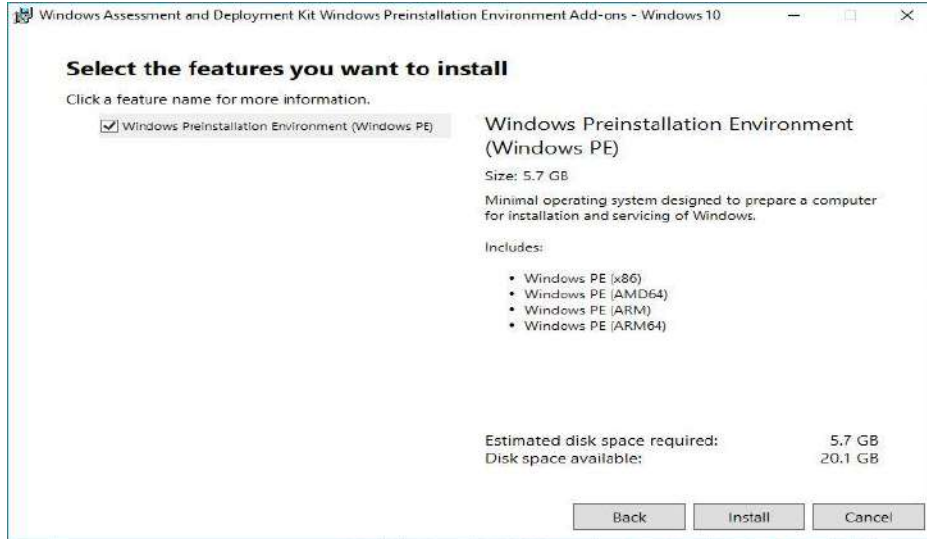 Windows Assessment and Deployment Kit Windows Preinstallation Environment Add-ons - Windows 10
Select the features you want to install
Click a feature name for more information.
Windows Preinstallation Environment (Windows PE)
Windows Preinstallation Environment
(Windows PE)
Size: 5.7 GB
Minimal operating system designed to prepare a computer
for installation and servicing of Windows.
Includes:
• Windows PE (x86)
• Windows PE (AMD64)
• Windows PE (ARM)
• Windows PE (ARM64)
Estimated disk space required: 5.7 GB
Disk space available: 20.1 GB
Back Install Cancel